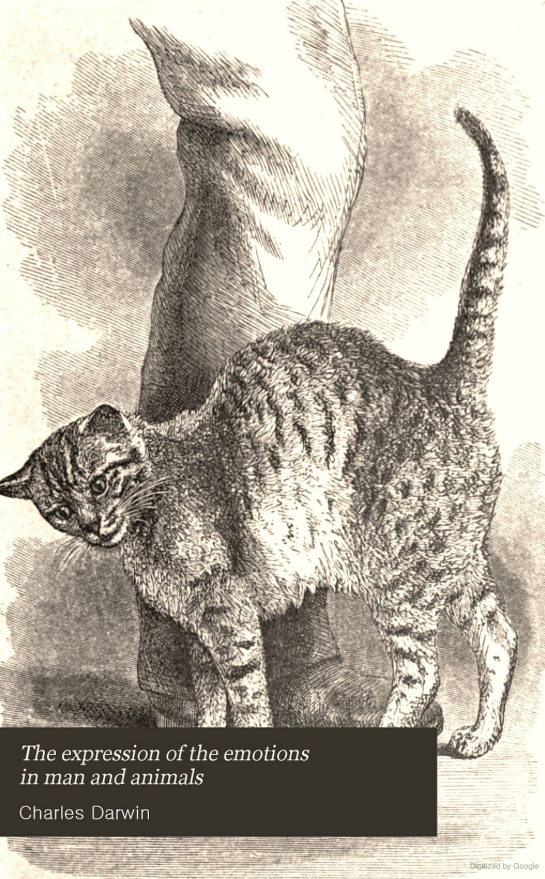 The expression of the emotions
in man and animals
Charles Darwin
Digitized by Google